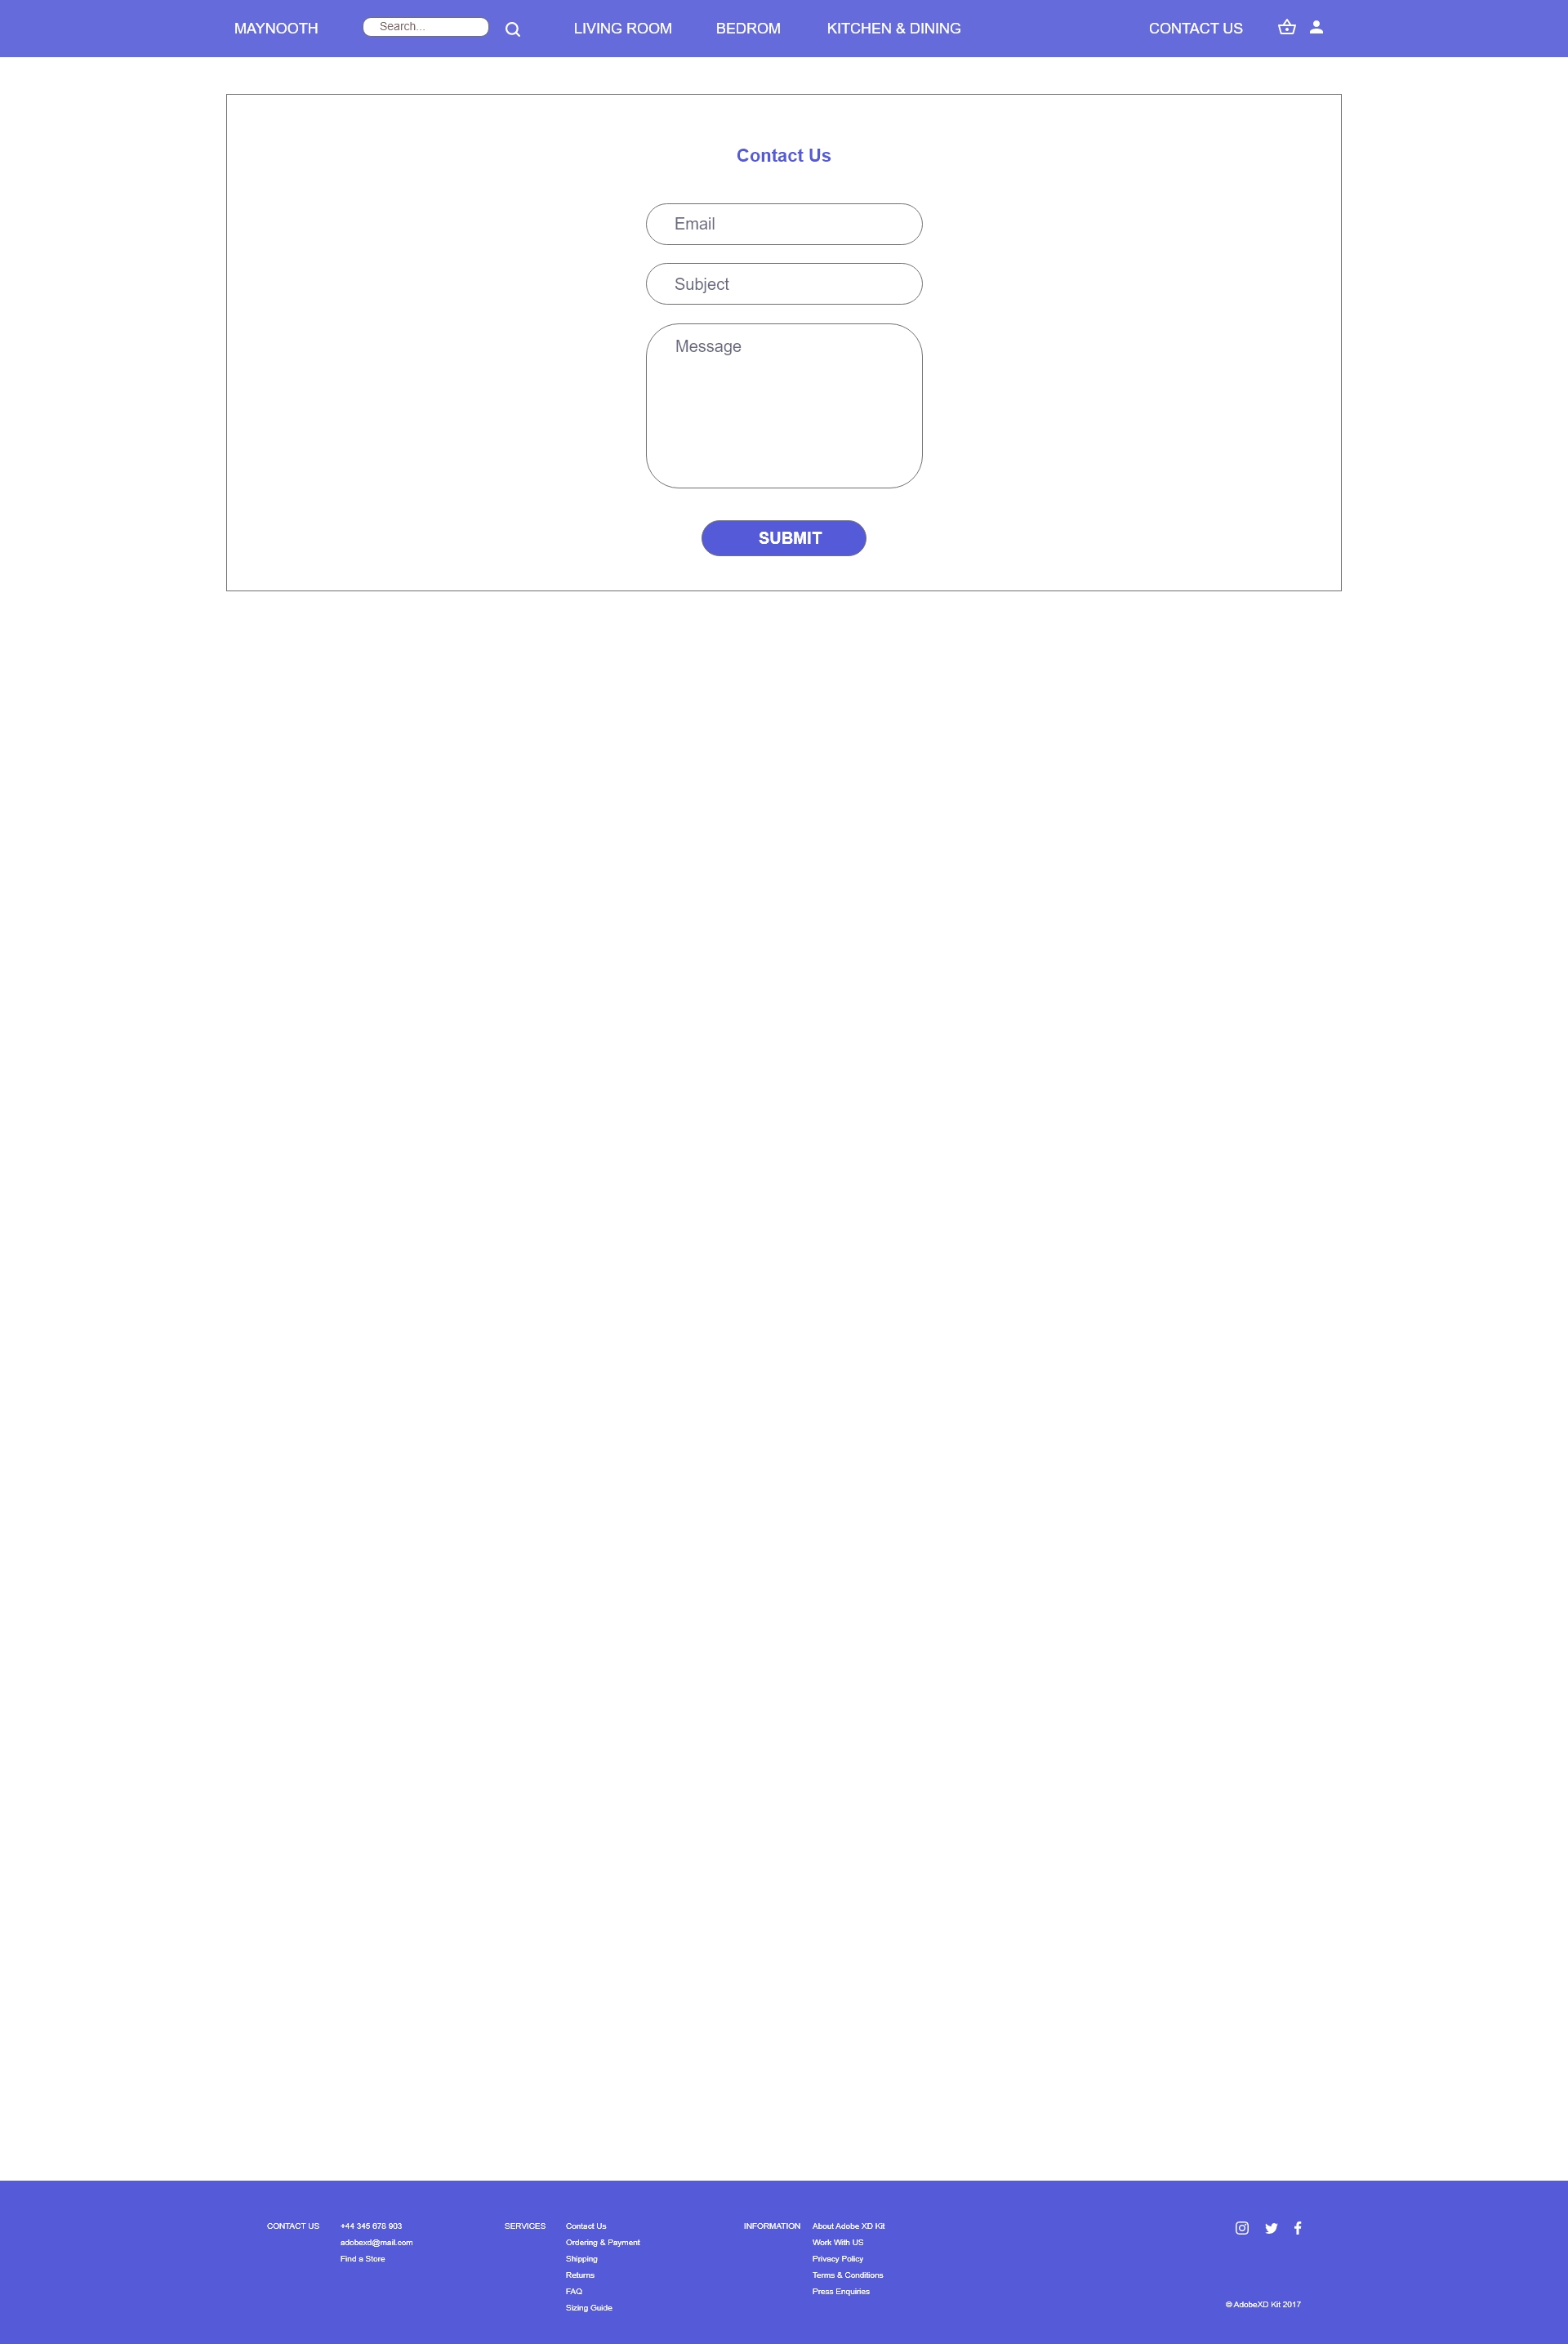 MAYNOOTH Search... LIVING ROOM BEDROM KITCHEN & DINING CONTACT US
Contact Us
Email
Subject
Message
SUBMIT
CONTACT US
+44 345 678 903
adobexd@mail.com
Find a Store
SERVICES
Contact Us
Ordering & Payment
Shipping
Returns
FAQ
Sizing Guide
INFORMATION
About Adobe XD Kit
Work With US
Privacy Policy
Terms & Conditions
Press Enquiries
© AdobeXD Kit 2017